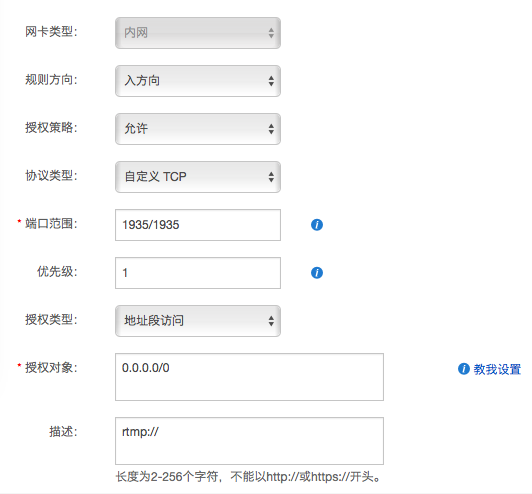 网卡类型： 内网
规则方向： 入方向
授权策略： 允许
协议类型： 自定义 TCP
* 端口范围： 1935/1935
优先级： 1
授权类型： 地址段访问
* 授权对象： 0.0.0.0/0 教我设置
描述： rtmp://
长度为2-256个字符，不能以http://或https://开头。